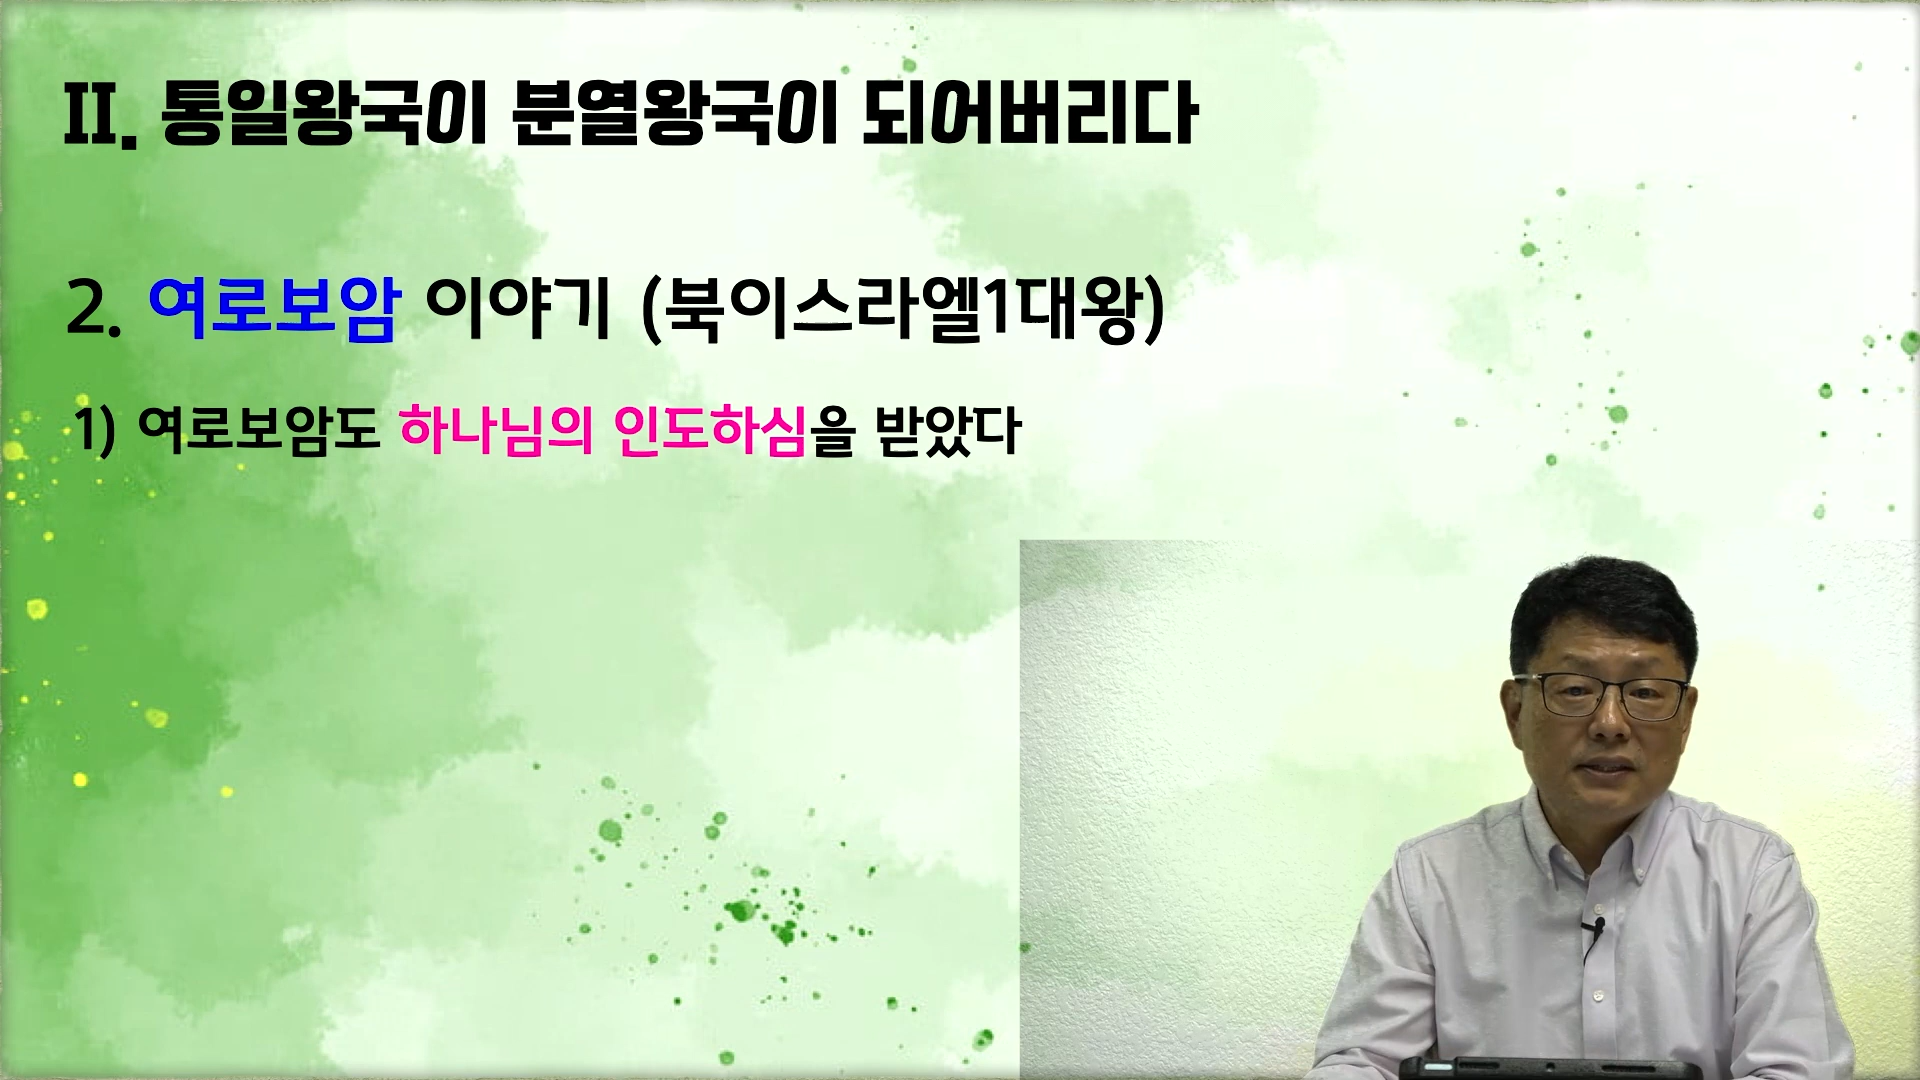 II. 통일왕국이 분열왕국이 되어버리다
2. 여로보암 이야기 (북이스라엘1대왕)
1) 여로보암도 하나님의 인도하심을 받았다